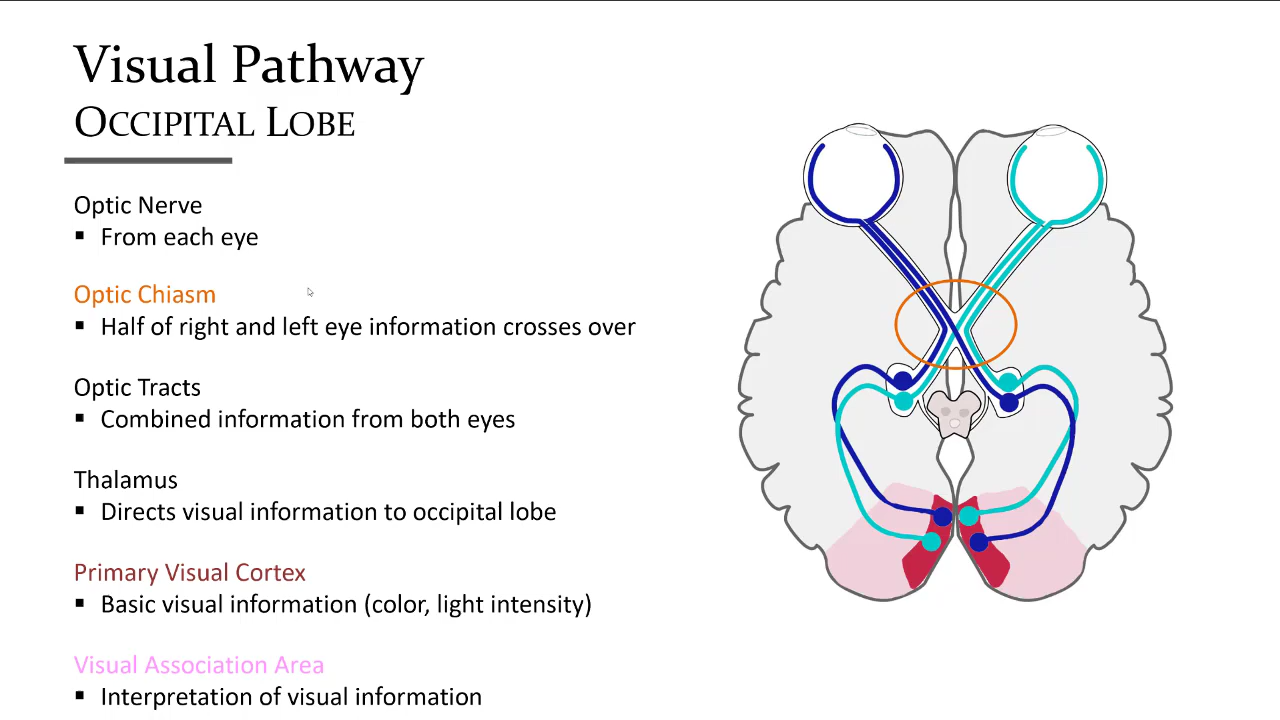 Visual Pathway
OCCIPITAL LOBE
Optic Nerve
▪ From each eye
Optic Chiasm
▪ Half of right and left eye information crosses over
Optic Tracts
▪ Combined information from both eyes
Thalamus
▪ Directs visual information to occipital lobe
Primary Visual Cortex
▪ Basic visual information (color, light intensity)
Visual Association Area
▪ Interpretation of visual information